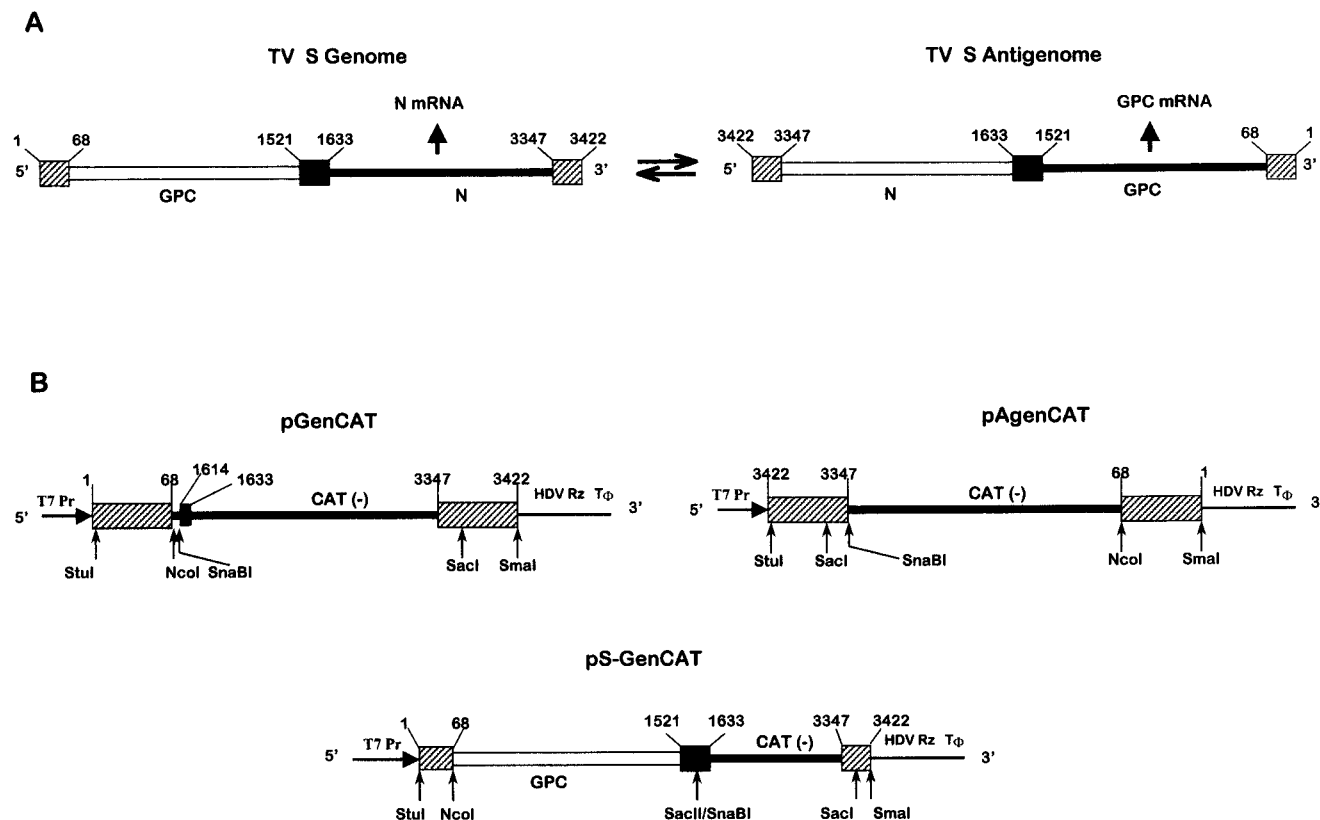 A
TV S Genome
TV S Antigenome
N mRNA
GPC mRNA
1 68 1521 1633 3347 3422
3422 3347 1633 1521 68 1
5' 3' 5' 3'
GPC N N GPC
B
pGenCAT
pAgenCAT
1 68 1614 1633 3347 3422
3422 3347 68 1
5' T7 Pr CAT (-) HDV Rz TΦ 3'
T7 Pr CAT (-) HDV Rz TΦ 3
5'
StuI NcoI SnaBI SacI SmaI
StuI SacI SnaBI NcoI SmaI
pS-GenCAT
1 68 1521 1633 3347 3422
5' T7 Pr CAT (-) HDV Rz TΦ 3'
GPC
StuI NcoI SacII/SnaBI SacI SmaI